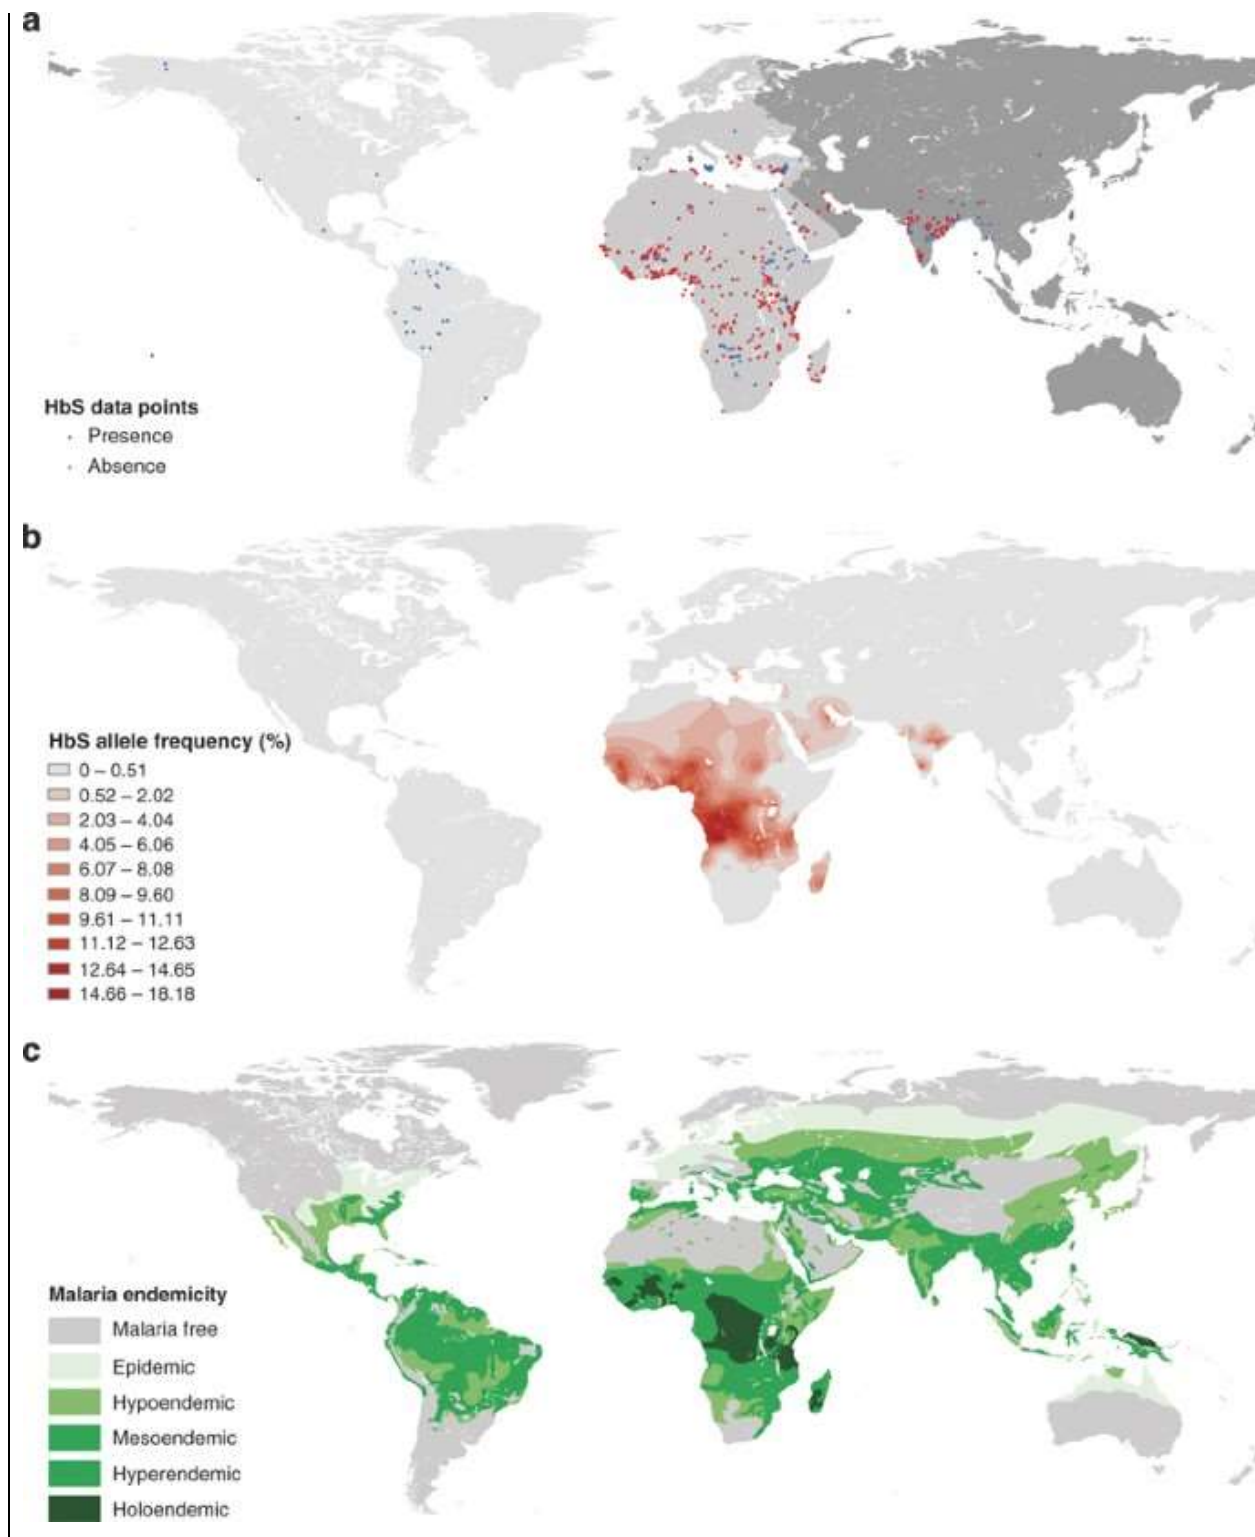 a
HbS data points
Presence
Absence
b
HbS allele frequency (%)
0 – 0.51
0.52 – 2.02
2.03 – 4.04
4.05 – 6.06
6.07 – 8.08
8.09 – 9.60
9.61 – 11.11
11.12 – 12.63
12.64 – 14.65
14.66 – 18.18
c
Malaria endemicity
Malaria free
Epidemic
Hypoendemic
Mesoendemic
Hyperendemic
Holoendemic